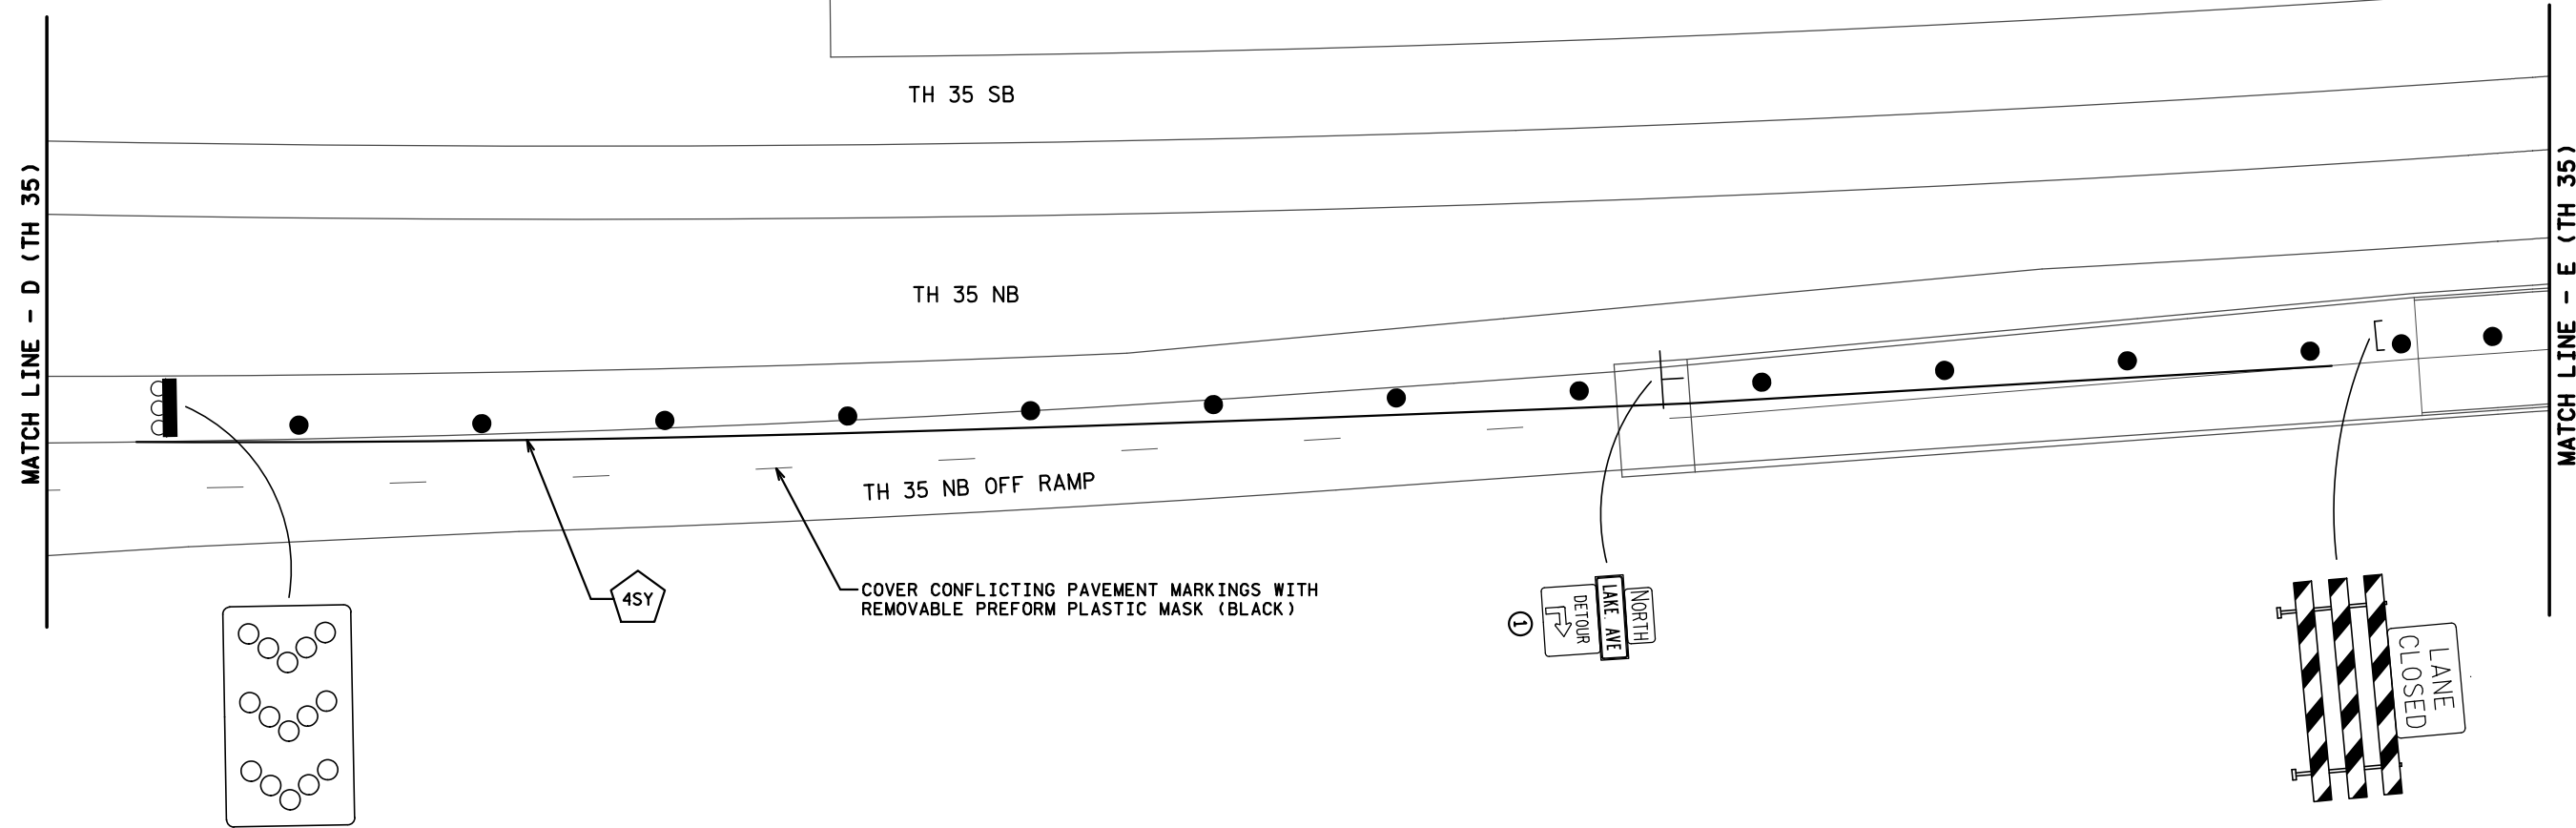 MATCH LINE - D (TH 35)
TH 35 SB
TH 35 NB
TH 35 NB OFF RAMP
4SY
COVER CONFLICTING PAVEMENT MARKINGS WITH
REMOVABLE PREFORM PLASTIC MASK (BLACK)
NORTH
LAKE. AVE
DETOUR
1
LANE
CLOSED
MATCH LINE - E (TH 35)